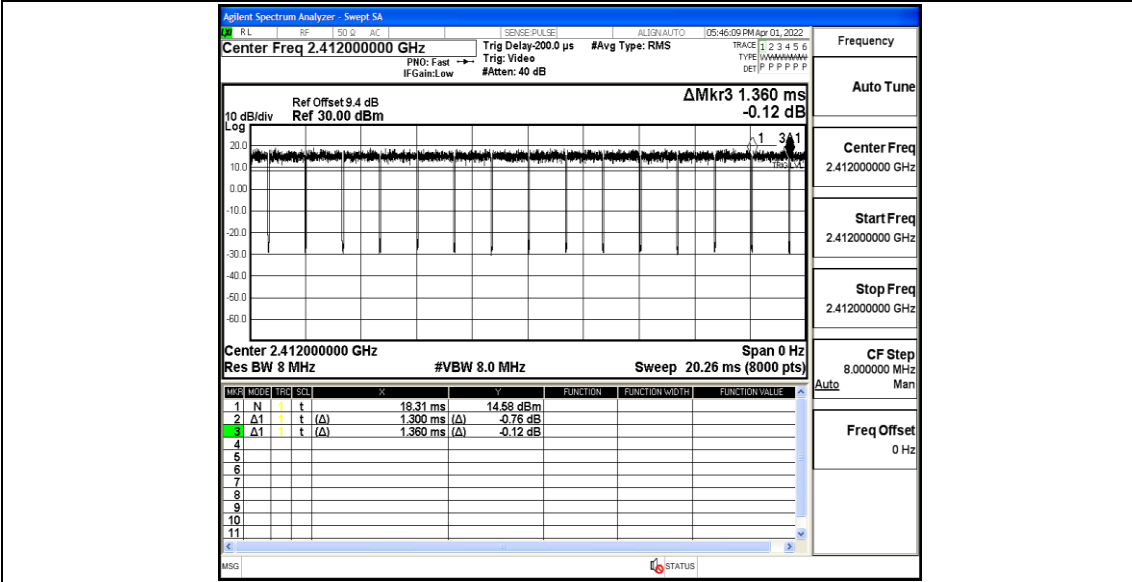 Agilent Spectrum Analyzer - Swept SA
RL RF 50 Ω AC SENSE:PULSE ALIGNAUTO 05:46:09 PM Apr 01, 2022
Center Freq 2.412000000 GHz Trig Delay-200.0 µs #Avg Type: RMS TRACE 1 2 3 4 5 6
PNO: Fast Trig: Video TYPE
IFGain:Low #Atten: 40 dB DET P P P P P P
ΔMkr3 1.360 ms
-0.12 dB
Ref Offset 9.4 dB
10 dB/div Ref 30.00 dBm
Log
20.0
10.0
0.00
-10.0
-20.0
-30.0
-40.0
-50.0
-60.0
1 3Δ1
TRIG LVL
Center 2.412000000 GHz Span 0 Hz
Res BW 8 MHz #VBW 8.0 MHz Sweep 20.26 ms (8000 pts)
MKR MODE TRC SCL X Y FUNCTION FUNCTION WIDTH FUNCTION VALUE
1 N 1 t 18.31 ms 14.58 dBm
2 Δ1 1 t (Δ) 1.300 ms (Δ) -0.76 dB
3 Δ1 1 t (Δ) 1.360 ms (Δ) -0.12 dB
4
5
6
7
8
9
10
11
MSG STATUS
Frequency
Auto Tune
Center Freq
2.412000000 GHz
Start Freq
2.412000000 GHz
Stop Freq
2.412000000 GHz
CF Step
8.000000 MHz
Auto Man
Freq Offset
0 Hz